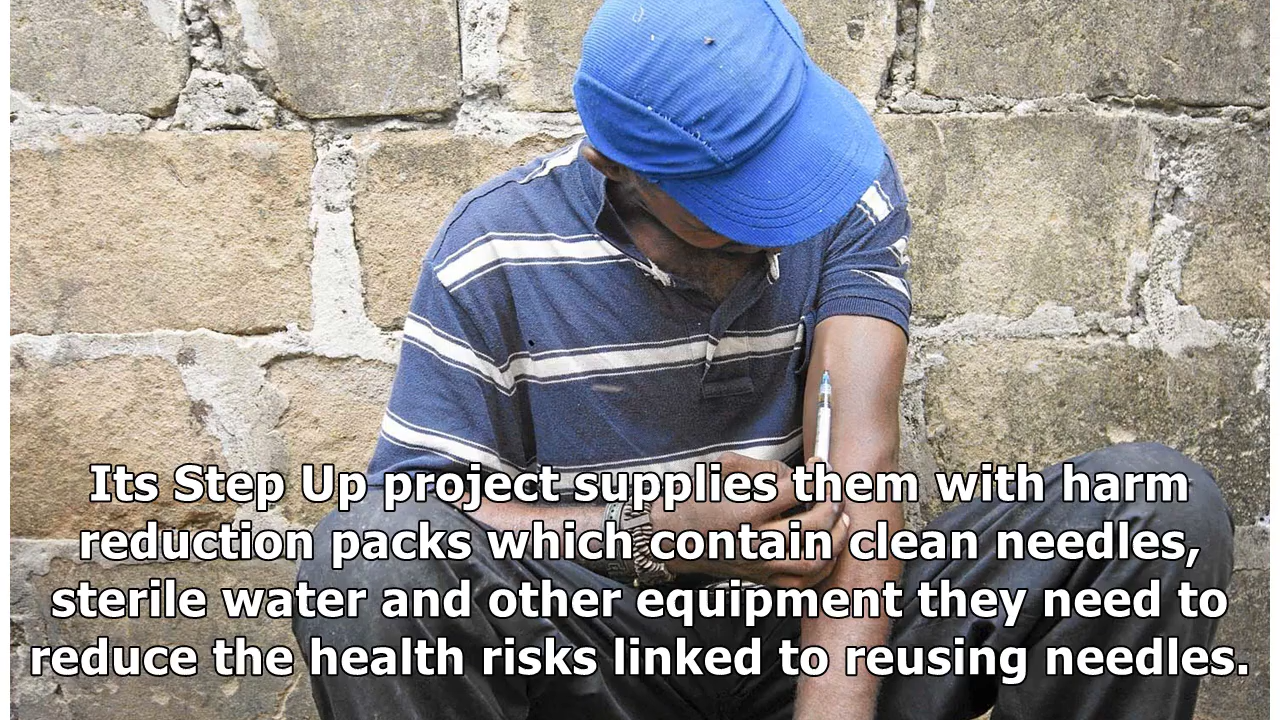 Its Step Up project supplies them with harm
reduction packs which contain clean needles,
sterile water and other equipment they need to
reduce the health risks linked to reusing needles.